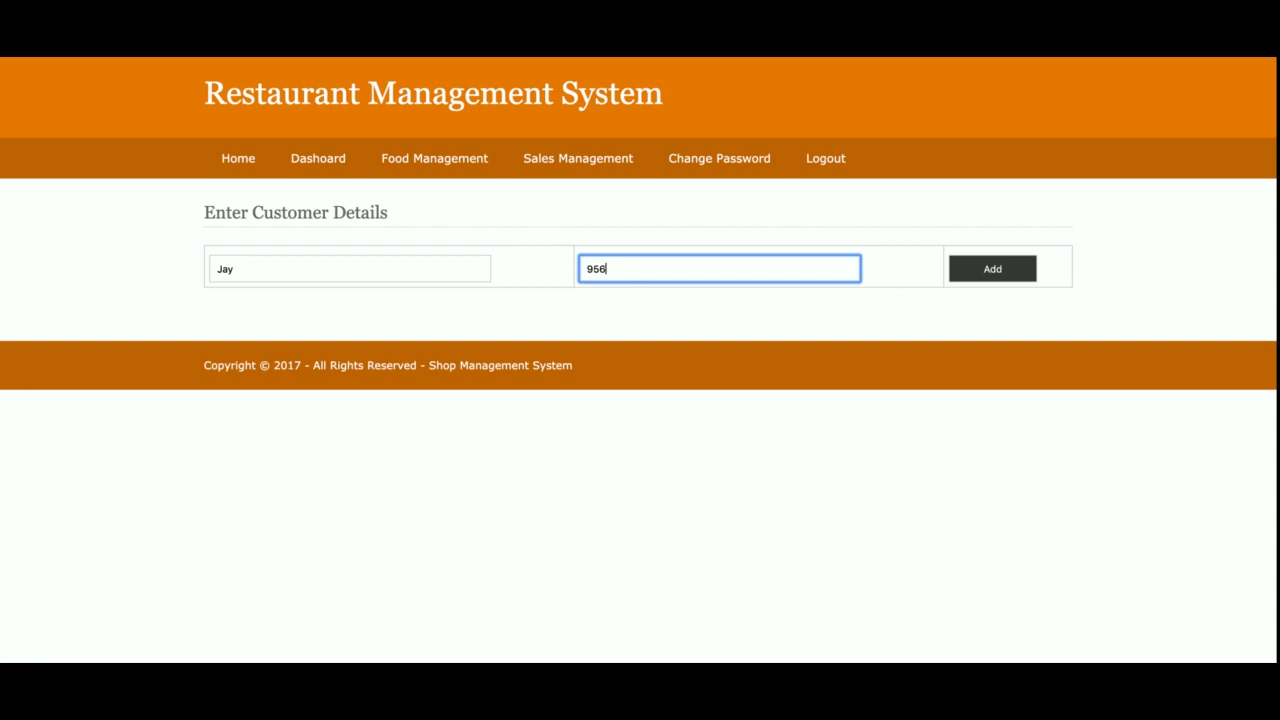 Restaurant Management System
Home Dashoard Food Management Sales Management Change Password Logout
Enter Customer Details
Jay 956 Add
Copyright © 2017 - All Rights Reserved - Shop Management System